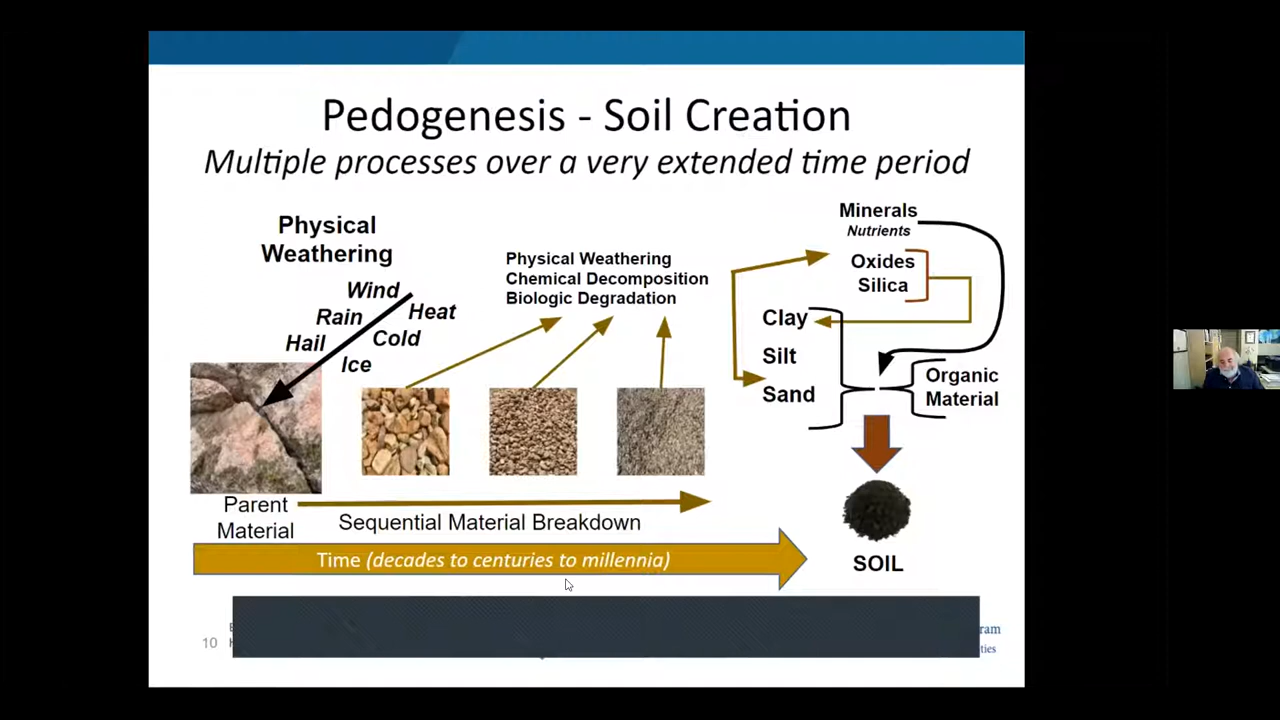 Pedogenesis - Soil Creation
Multiple processes over a very extended time period
Physical
Weathering
Wind
Rain
Hail
Heat
Cold
Ice
Physical Weathering
Chemical Decomposition
Biologic Degradation
Minerals
Nutrients
Oxides
Silica
Clay
Silt
Sand
Organic
Material
Parent
Material
Sequential Material Breakdown
Time (decades to centuries to millennia)
SOIL
10